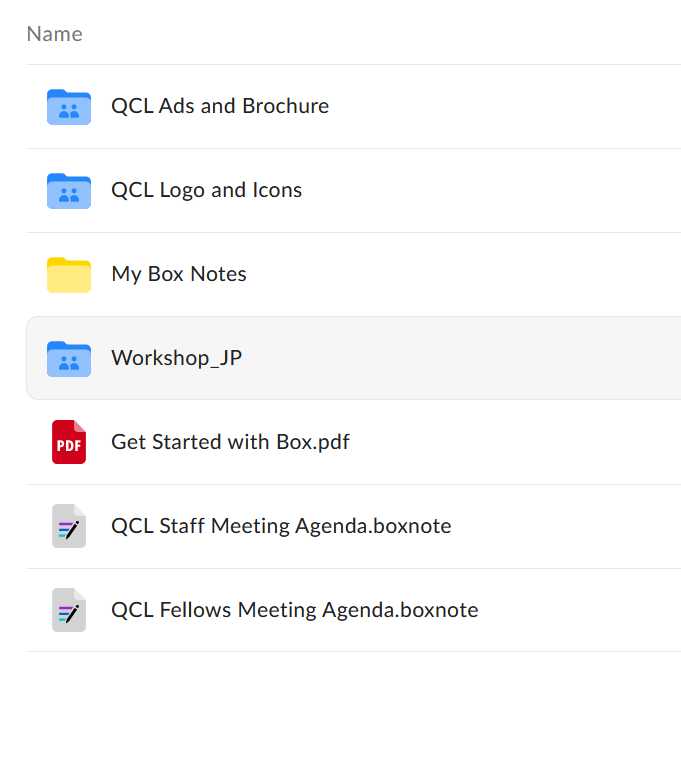 Name
QCL Ads and Brochure
QCL Logo and Icons
My Box Notes
Workshop_JP
PDF
Get Started with Box.pdf
QCL Staff Meeting Agenda.boxnote
QCL Fellows Meeting Agenda.boxnote